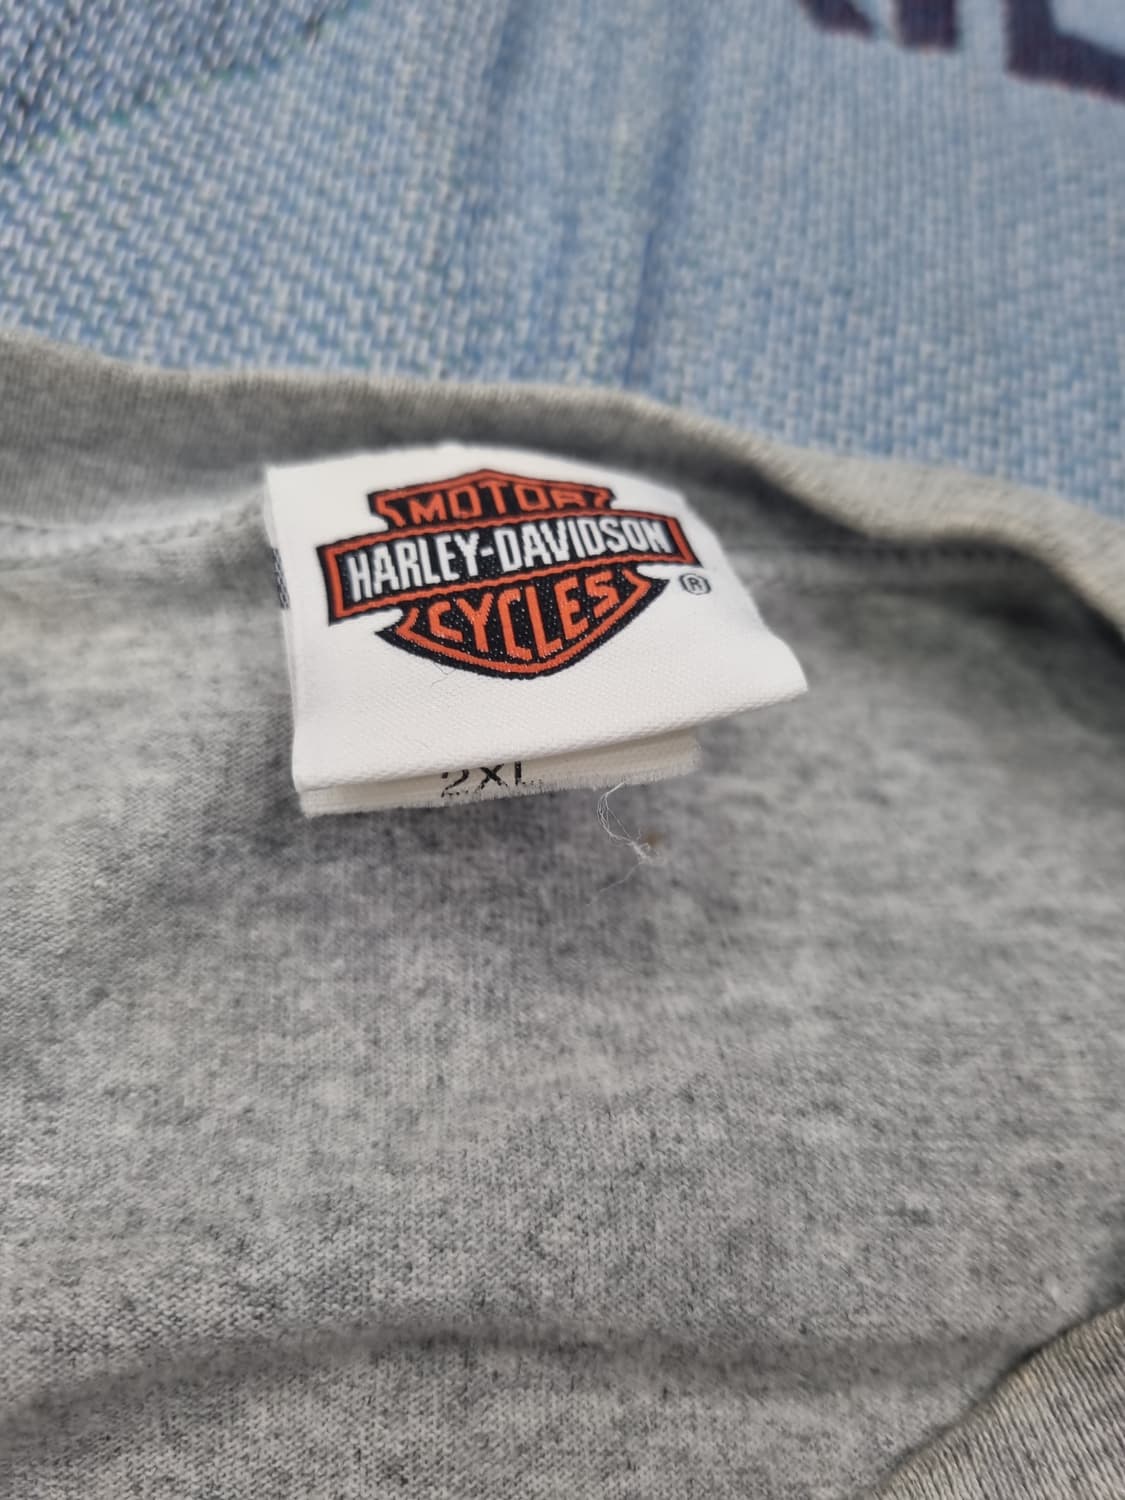 MOTOR
HARLEY-DAVIDSON
CYCLES
®
2XL